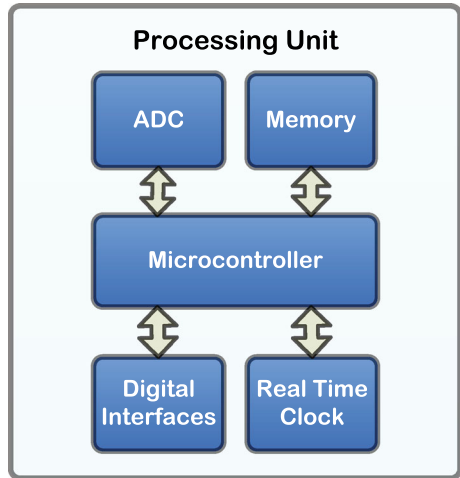 Processing Unit
ADC
Memory
Microcontroller
Digital
Interfaces
Real Time
Clock